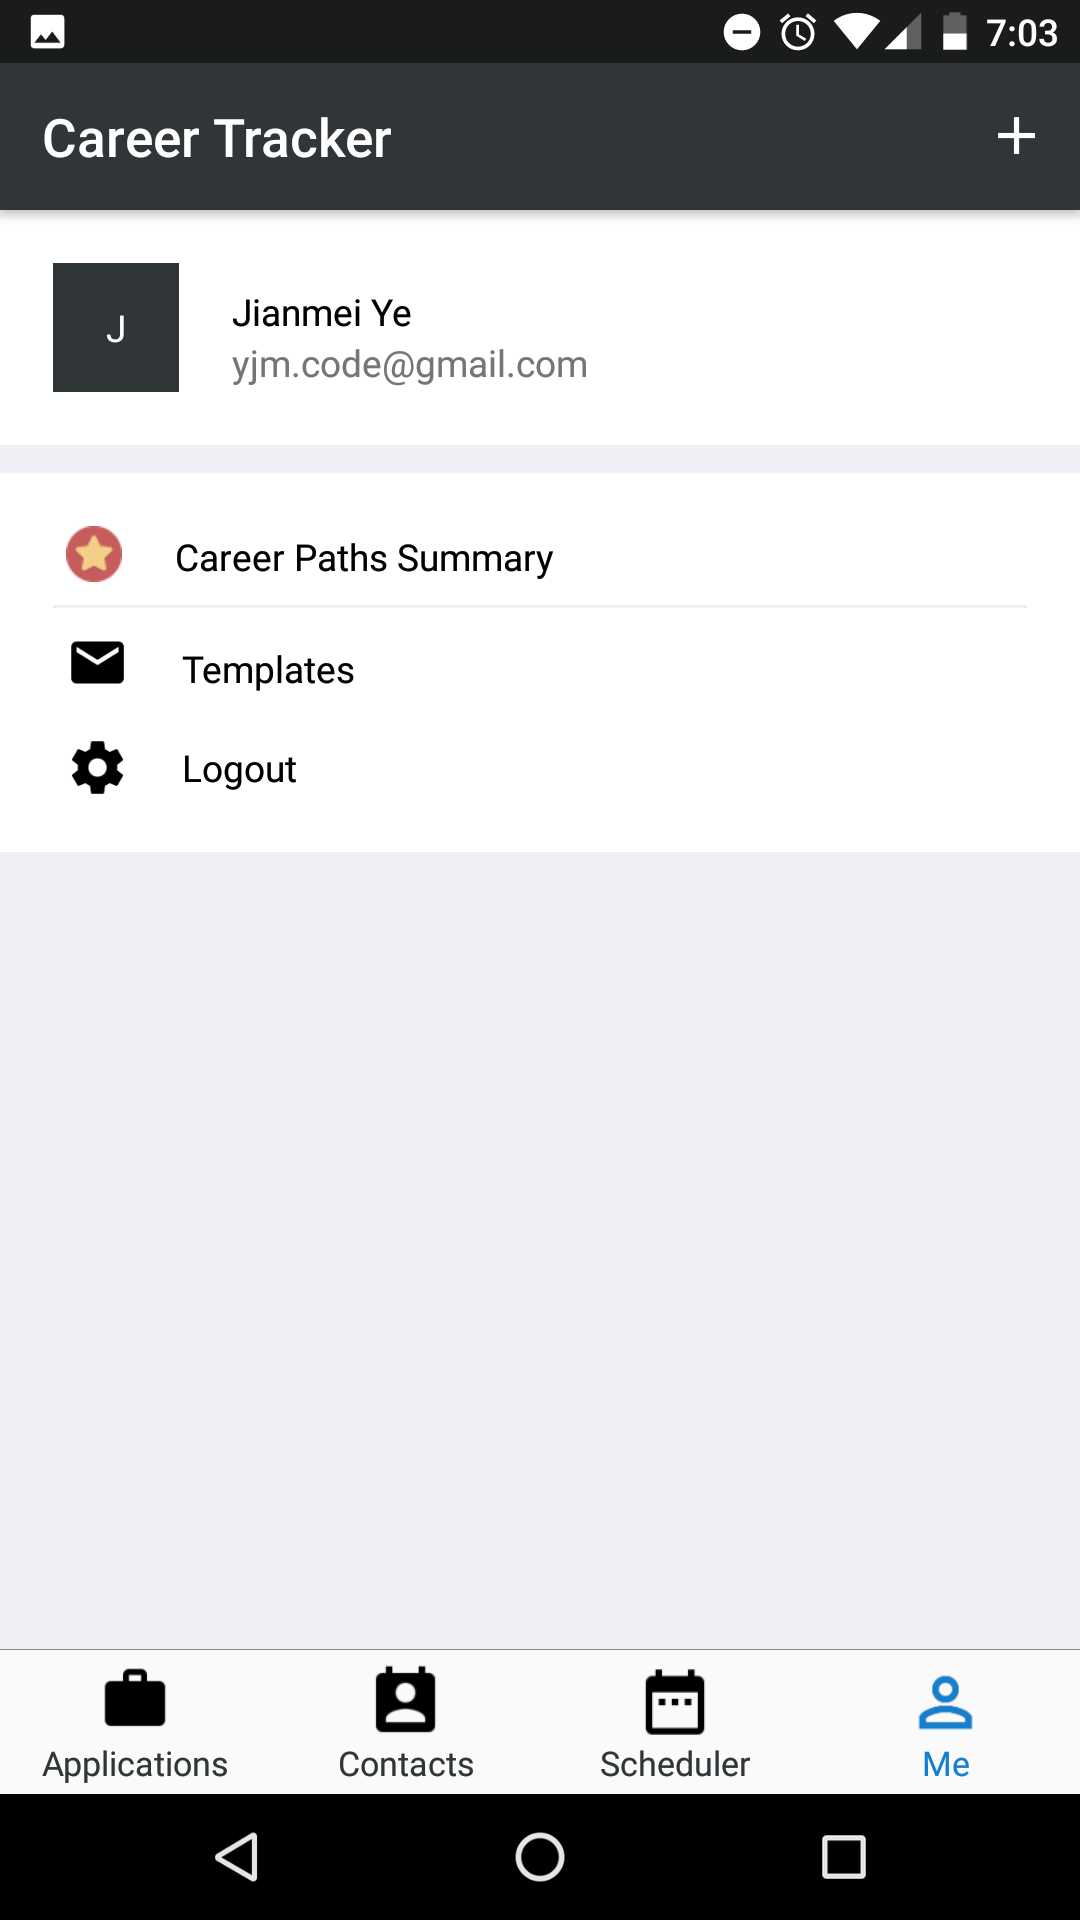 7:03
Career Tracker
J
Jianmei Ye
yjm.code@gmail.com
Career Paths Summary
Templates
Logout
Applications
Contacts
Scheduler
Me